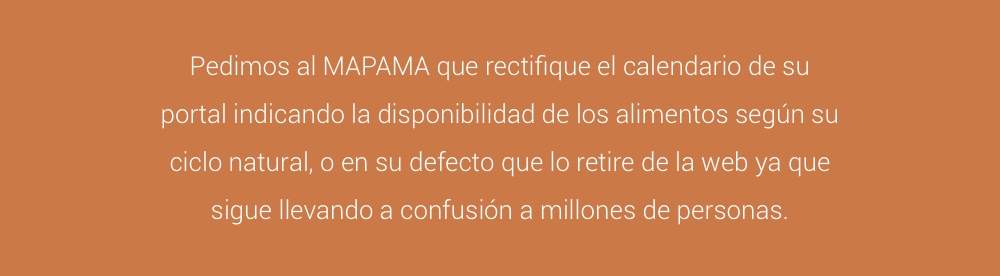 Pedimos al MAPAMA que rectifique el calendario de su
portal indicando la disponibilidad de los alimentos según su
ciclo natural, o en su defecto que lo retire de la web ya que
sigue llevando a confusión a millones de personas.